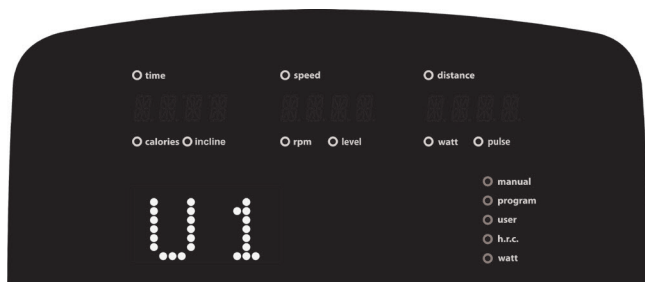 time speed distance
calories incline rpm level watt pulse
manual
program
user
h.r.c.
watt
U 1